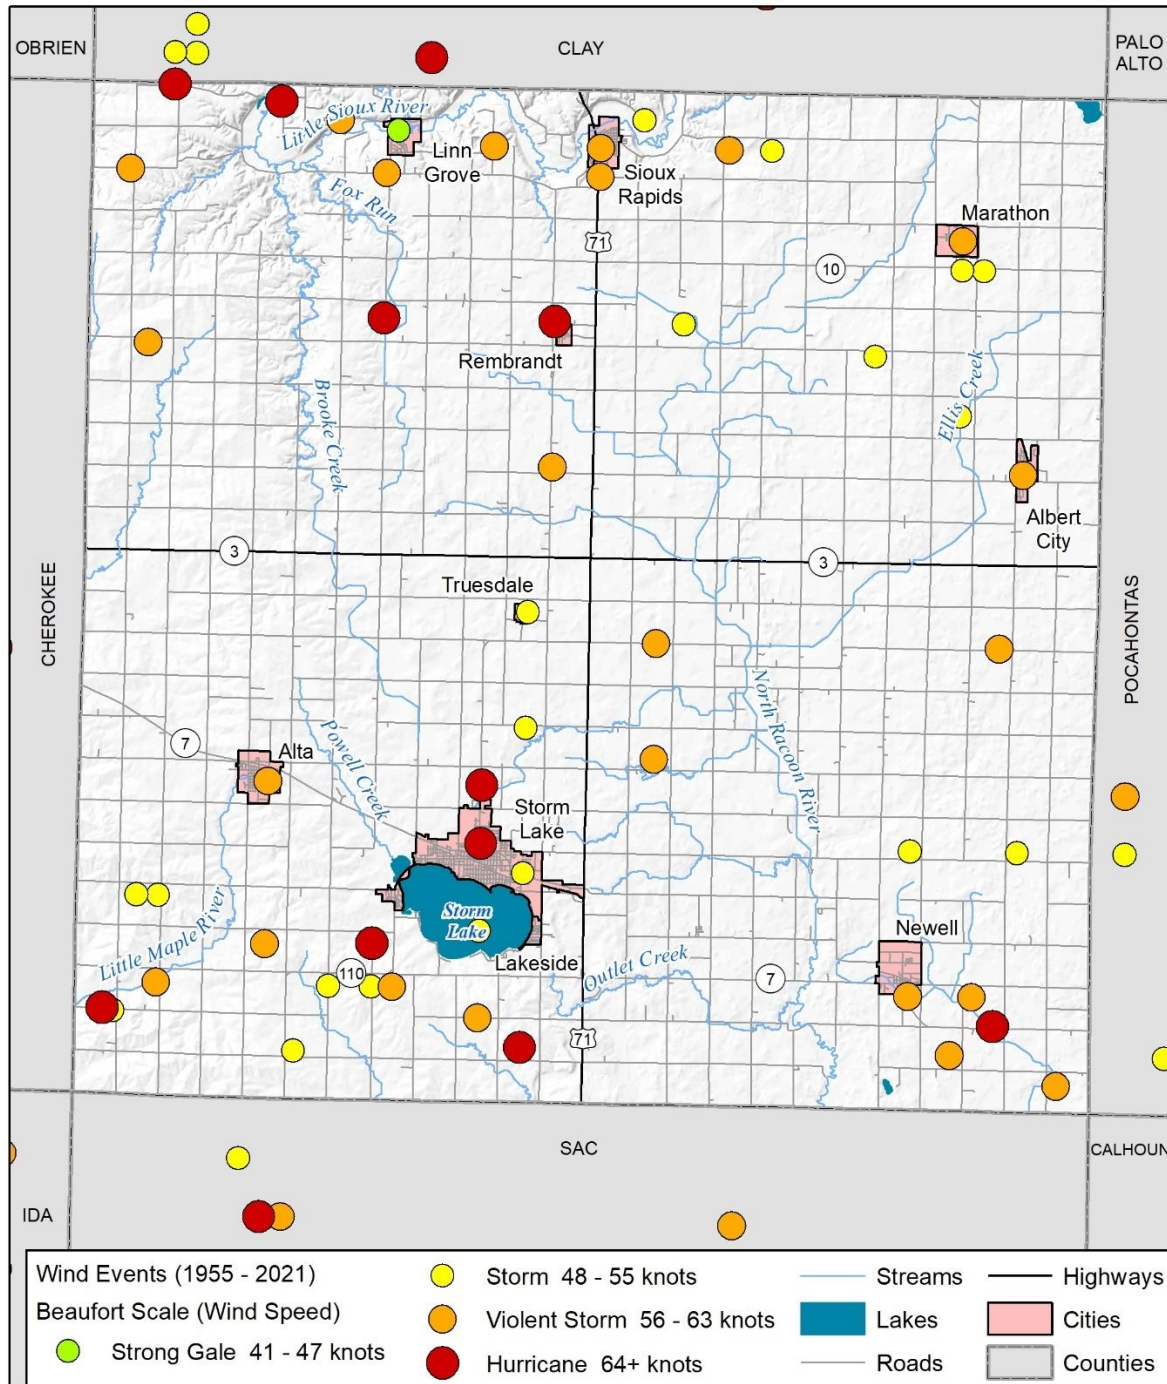 OBRIEN
CLAY
PALO
ALTO
Little Sioux River
Linn
Grove
Sioux
Rapids
Fox Run
Marathon
71
10
Rembrandt
Brooke Creek
Ellis Creek
Albert
City
3
3
Truesdale
CHEROKEE
POCAHONTAS
North Racoon River
7
Alta
Powell Creek
Storm
Lake
Storm
Lake
Newell
Little Maple River
Lakeside
110
Outlet Creek
7
71
SAC
CALHOUN
IDA
Wind Events (1955 - 2021)
Beaufort Scale (Wind Speed)
Strong Gale 41 - 47 knots
Storm 48 - 55 knots
Violent Storm 56 - 63 knots
Hurricane 64+ knots
Streams
Lakes
Roads
Highways
Cities
Counties